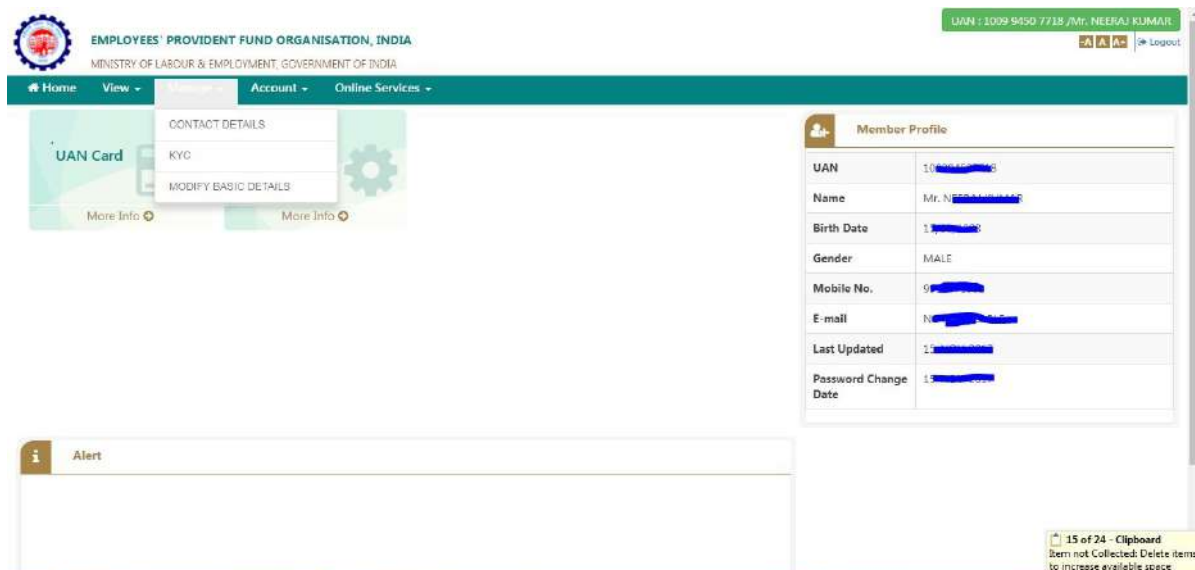 UAN : 1009 9450 7718 /Mr. NEERAJ KUMAR
EMPLOYEES' PROVIDENT FUND ORGANISATION, INDIA
-A A A+ Logout
MINISTRY OF LABOUR & EMPLOYMENT, GOVERNMENT OF INDIA
Home View Manage Account Online Services
CONTACT DETAILS
KYC
MODIFY BASIC DETAILS
UAN Card
More Info
More Info
Member Profile
UAN
Name Mr.
Birth Date
Gender MALE
Mobile No.
E-mail
Last Updated
Password Change
Date
Alert
15 of 24 - Clipboard
Item not Collected: Delete items
to increase available space